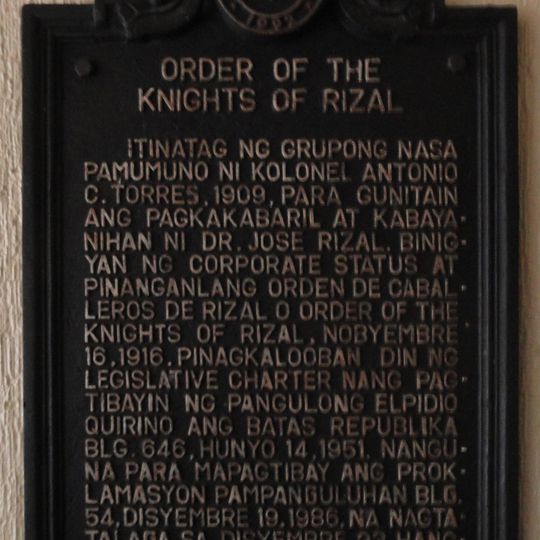 ORDER OF THE
KNIGHTS OF RIZAL
ITINATAG NG GRUPONG NASA
PAMUMUNO NI KOLONEL ANTONIO
C. TORRES, 1909, PARA GUNITAIN
ANG PAGKAKABARIL AT KABAYA-
NIHAN NI DR. JOSE RIZAL. BINIG-
YAN NG CORPORATE STATUS AT
PINANGANLANG ORDEN DE CABAL-
LEROS DE RIZAL O ORDER OF THE
KNIGHTS OF RIZAL, NOBYEMBRE
16, 1916. PINAGKALOOBAN DIN NG
LEGISLATIVE CHARTER NANG PAG-
TIBAYIN NG PANGULONG ELPIDIO
QUIRINO ANG BATAS REPUBLIKA
BLG. 646, HUNYO 14, 1951. NANGU-
NA PARA MAPAGTIBAY ANG PROK-
LAMASYON PAMPANGULUHAN BLG.
54, DISYEMBRE 19, 1986, NA NAGTA-
TALAGA SA DISYEMBRE